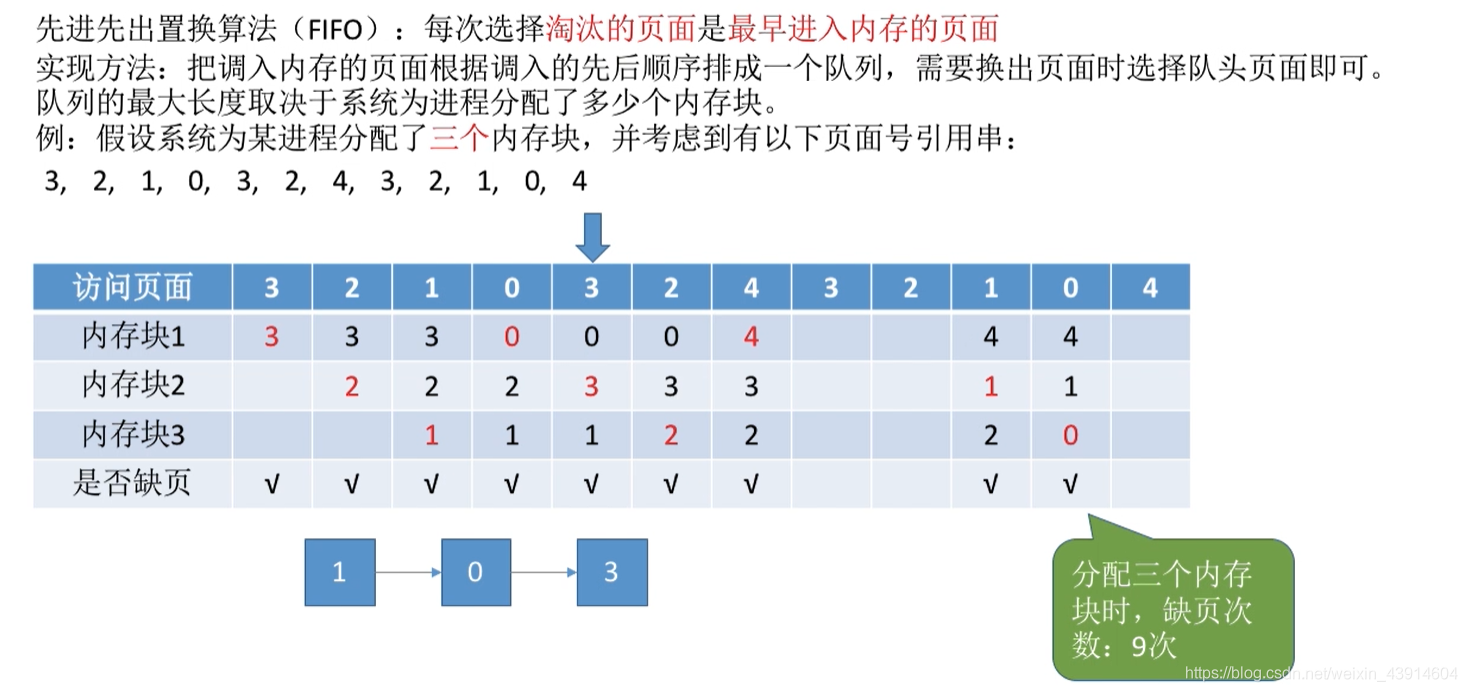 先进先出置换算法（FIFO）：每次选择淘汰的页面是最早进入内存的页面
实现方法：把调入内存的页面根据调入的先后顺序排成一个队列，需要换出页面时选择队头页面即可。
队列的最大长度取决于系统为进程分配了多少个内存块。
例：假设系统为某进程分配了三个内存块，并考虑到有以下页面号引用串：
3, 2, 1, 0, 3, 2, 4, 3, 2, 1, 0, 4
访问页面 3 2 1 0 3 2 4 3 2 1 0 4
内存块1 3 3 3 0 0 0 4 4 4
内存块2 2 2 2 3 3 3 1 1
内存块3 1 1 1 2 2 2 0
是否缺页 √ √ √ √ √ √ √ √ √
1 0 3
分配三个内存
块时，缺页次
数：9次
https://blog.csdn.net/weixin_43914604